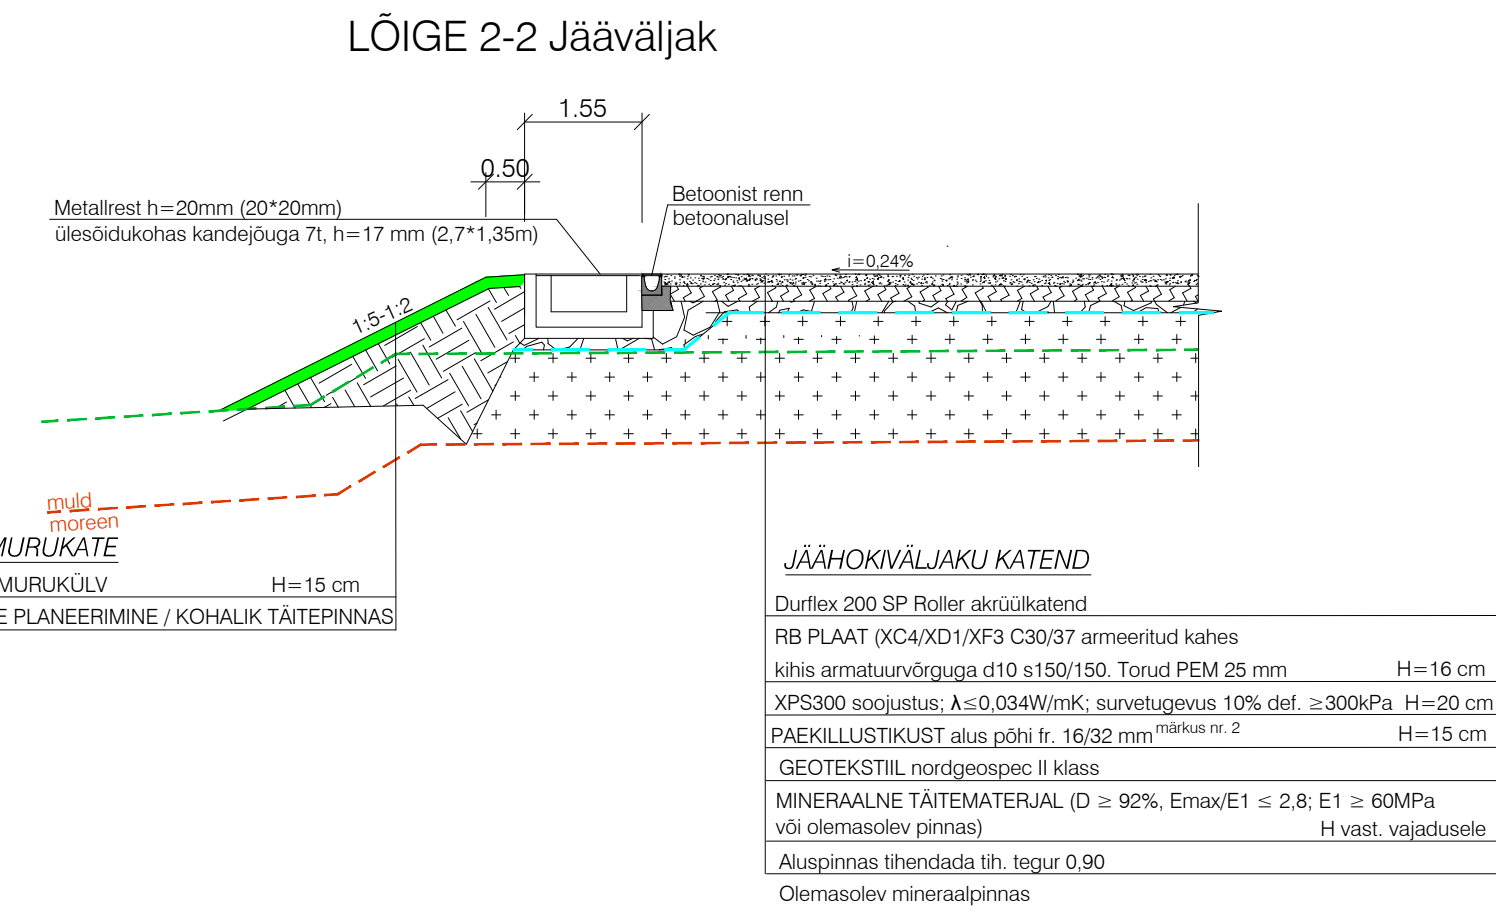 LÕIGE 2-2 Jääväljak
1.55
0.50
Metallrest h=20mm (20*20mm)
ülesõidukohas kandejõuga 7t, h=17 mm (2,7*1,35m)
Betoonist renn
betoonalusel
i=0,24%
1:5-1:2
muld
moreen
MURUKATE
MURUKÜLV H=15 cm
E PLANEERIMINE / KOHALIK TÄITEPINNAS
JÄÄHOKIVÄLJAKU KATEND
Durflex 200 SP Roller akrüülkatend
RB PLAAT (XC4/XD1/XF3 C30/37 armeeritud kahes
kihis armatuurvõrguga d10 s150/150. Torud PEM 25 mm H=16 cm
XPS300 soojustus; λ≤0,034W/mK; survetugevus 10% def. ≥300kPa H=20 cm
PAEKILLUSTIKUST alus põhi fr. 16/32 mm märkus nr. 2 H=15 cm
GEOTEKSTIIL nordgeospec II klass
MINERAALNE TÄITEMATERJAL (D ≥ 92%, Emax/E1 ≤ 2,8; E1 ≥ 60MPa
või olemasolev pinnas) H vast. vajadusele
Aluspinnas tihendada tih. tegur 0,90
Olemasolev mineraalpinnas